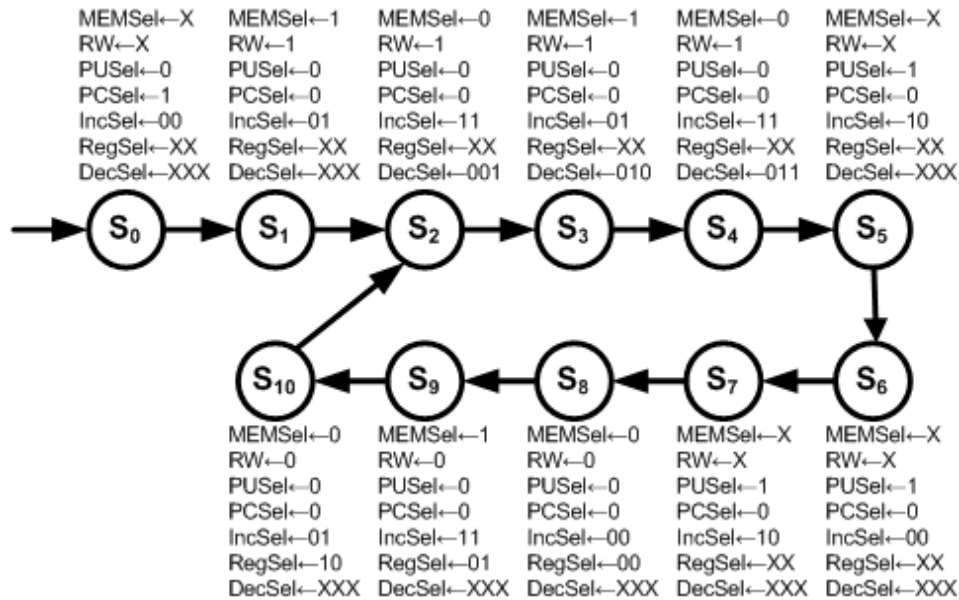 MEMSel←X
RW←X
PUSel←0
PCSel←1
IncSel←00
RegSel←XX
DecSel←XXX
MEMSel←1
RW←1
PUSel←0
PCSel←0
IncSel←01
RegSel←XX
DecSel←XXX
MEMSel←0
RW←1
PUSel←0
PCSel←0
IncSel←11
RegSel←XX
DecSel←001
MEMSel←1
RW←1
PUSel←0
PCSel←0
IncSel←01
RegSel←XX
DecSel←010
MEMSel←0
RW←1
PUSel←0
PCSel←0
IncSel←11
RegSel←XX
DecSel←011
MEMSel←X
RW←X
PUSel←1
PCSel←0
IncSel←10
RegSel←XX
DecSel←XXX
S0
S1
S2
S3
S4
S5
S10
S9
S8
S7
S6
MEMSel←0
RW←0
PUSel←0
PCSel←0
IncSel←01
RegSel←10
DecSel←XXX
MEMSel←1
RW←0
PUSel←0
PCSel←0
IncSel←11
RegSel←01
DecSel←XXX
MEMSel←0
RW←0
PUSel←0
PCSel←0
IncSel←00
RegSel←00
DecSel←XXX
MEMSel←X
RW←X
PUSel←1
PCSel←0
IncSel←10
RegSel←XX
DecSel←XXX
MEMSel←X
RW←X
PUSel←1
PCSel←0
IncSel←00
RegSel←XX
DecSel←XXX